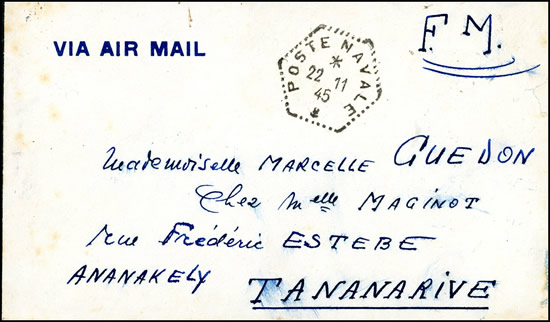 VIA AIR MAIL
F.M.
POSTE NAVALE
*
22 11
45
*
Mademoiselle MARCELLE GUEDON
Chez Melle MAGINOT
Rue Frédéric ESTEBE
ANANAKELY TANANARIVE